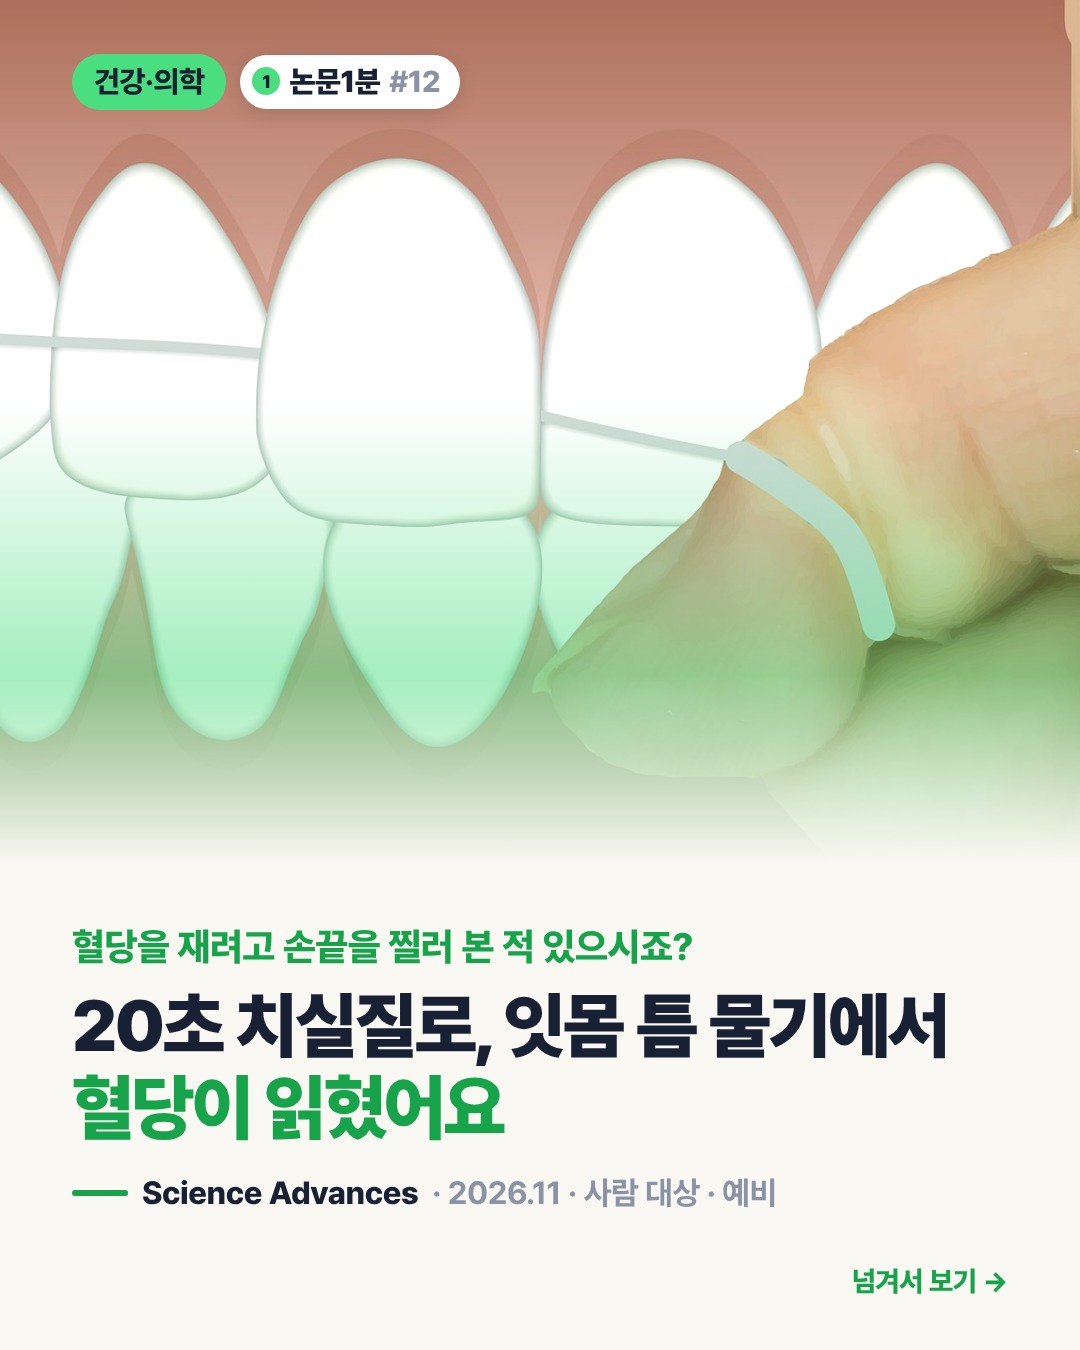 건강·의학
1 논문1분 #12
혈당을 재려고 손끝을 찔러 본 적 있으시죠?
20초 치실질로, 잇몸 틈 물기에서
혈당이 읽혔어요
Science Advances · 2026.11 · 사람 대상 · 예비
넘겨서 보기 →